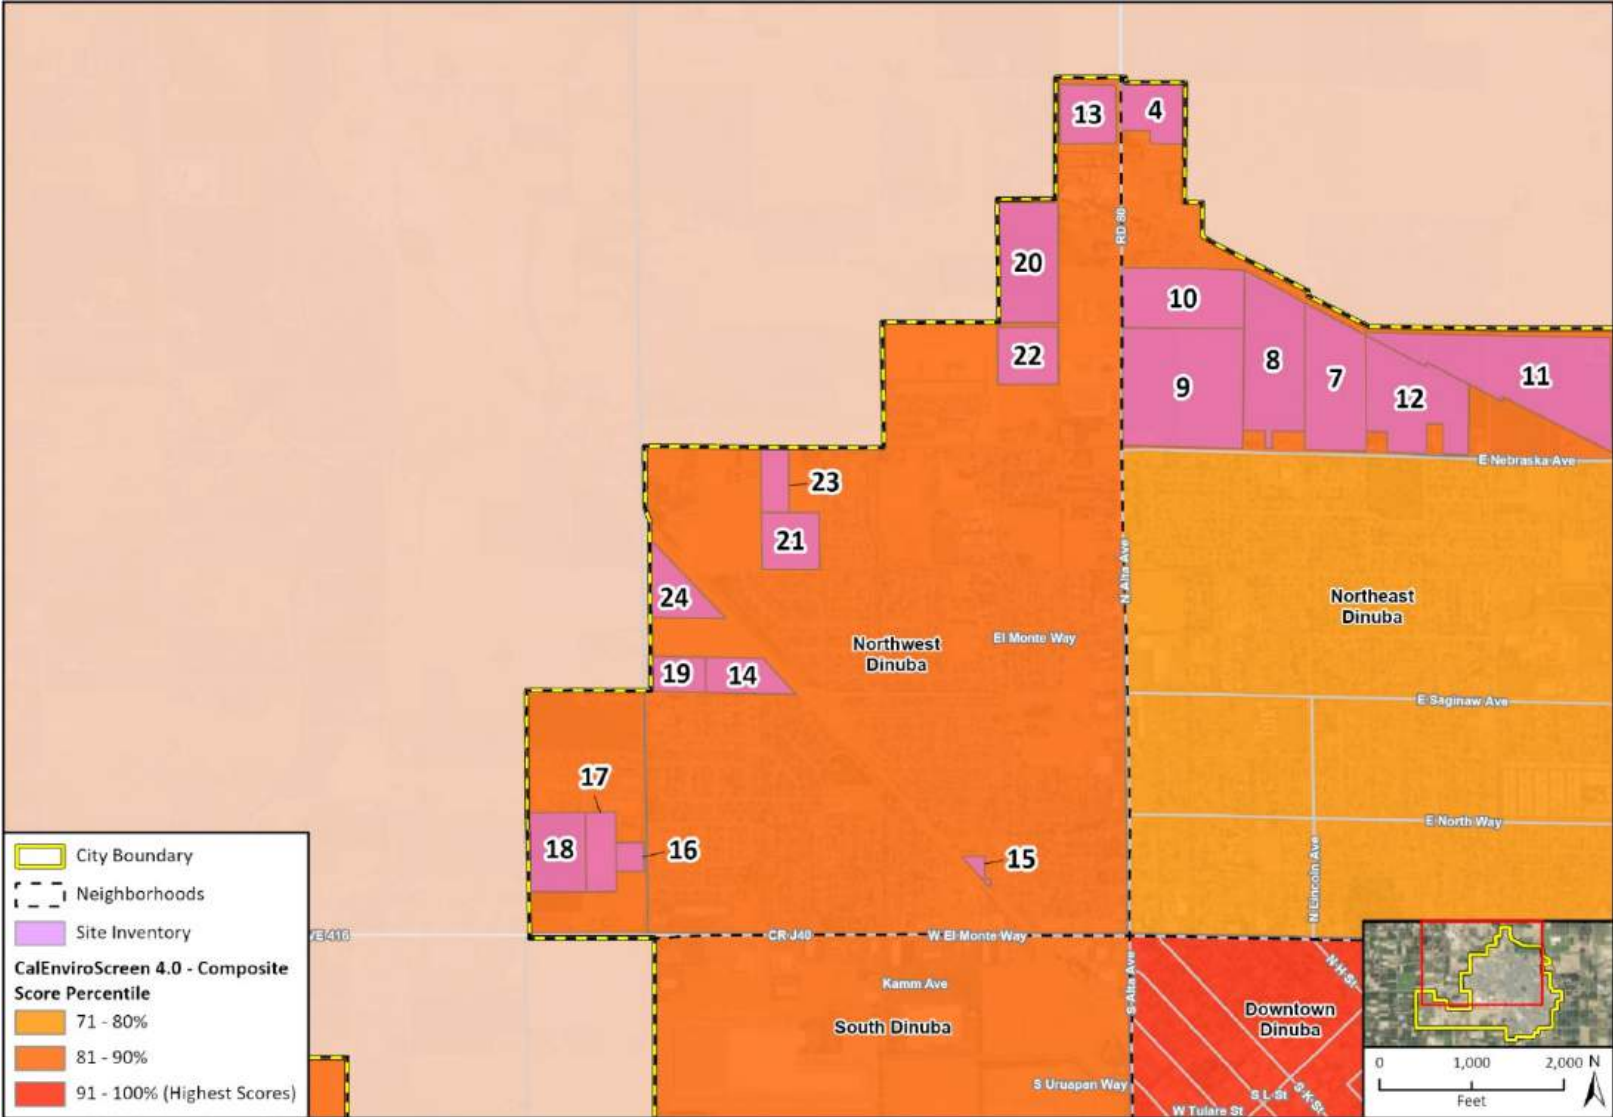 13
4
RD 80
20
10
22
8
7
11
9
12
E Nebraska Ave
23
21
N Alta Ave
24
Northeast
Dinuba
Northwest
Dinuba
El Monte Way
19
14
E Saginaw Ave
17
E North Way
18
16
15
N Lincoln Ave
VE 416
CR J40
W El Monte Way
N H St
Kamm Ave
S Alta Ave
South Dinuba
Downtown
Dinuba
S Uruapan Way
S L St
S K St
W Tulare St
City Boundary
Neighborhoods
Site Inventory
CalEnviroScreen 4.0 - Composite
Score Percentile
71 - 80%
81 - 90%
91 - 100% (Highest Scores)
0 1,000 2,000 N
Feet